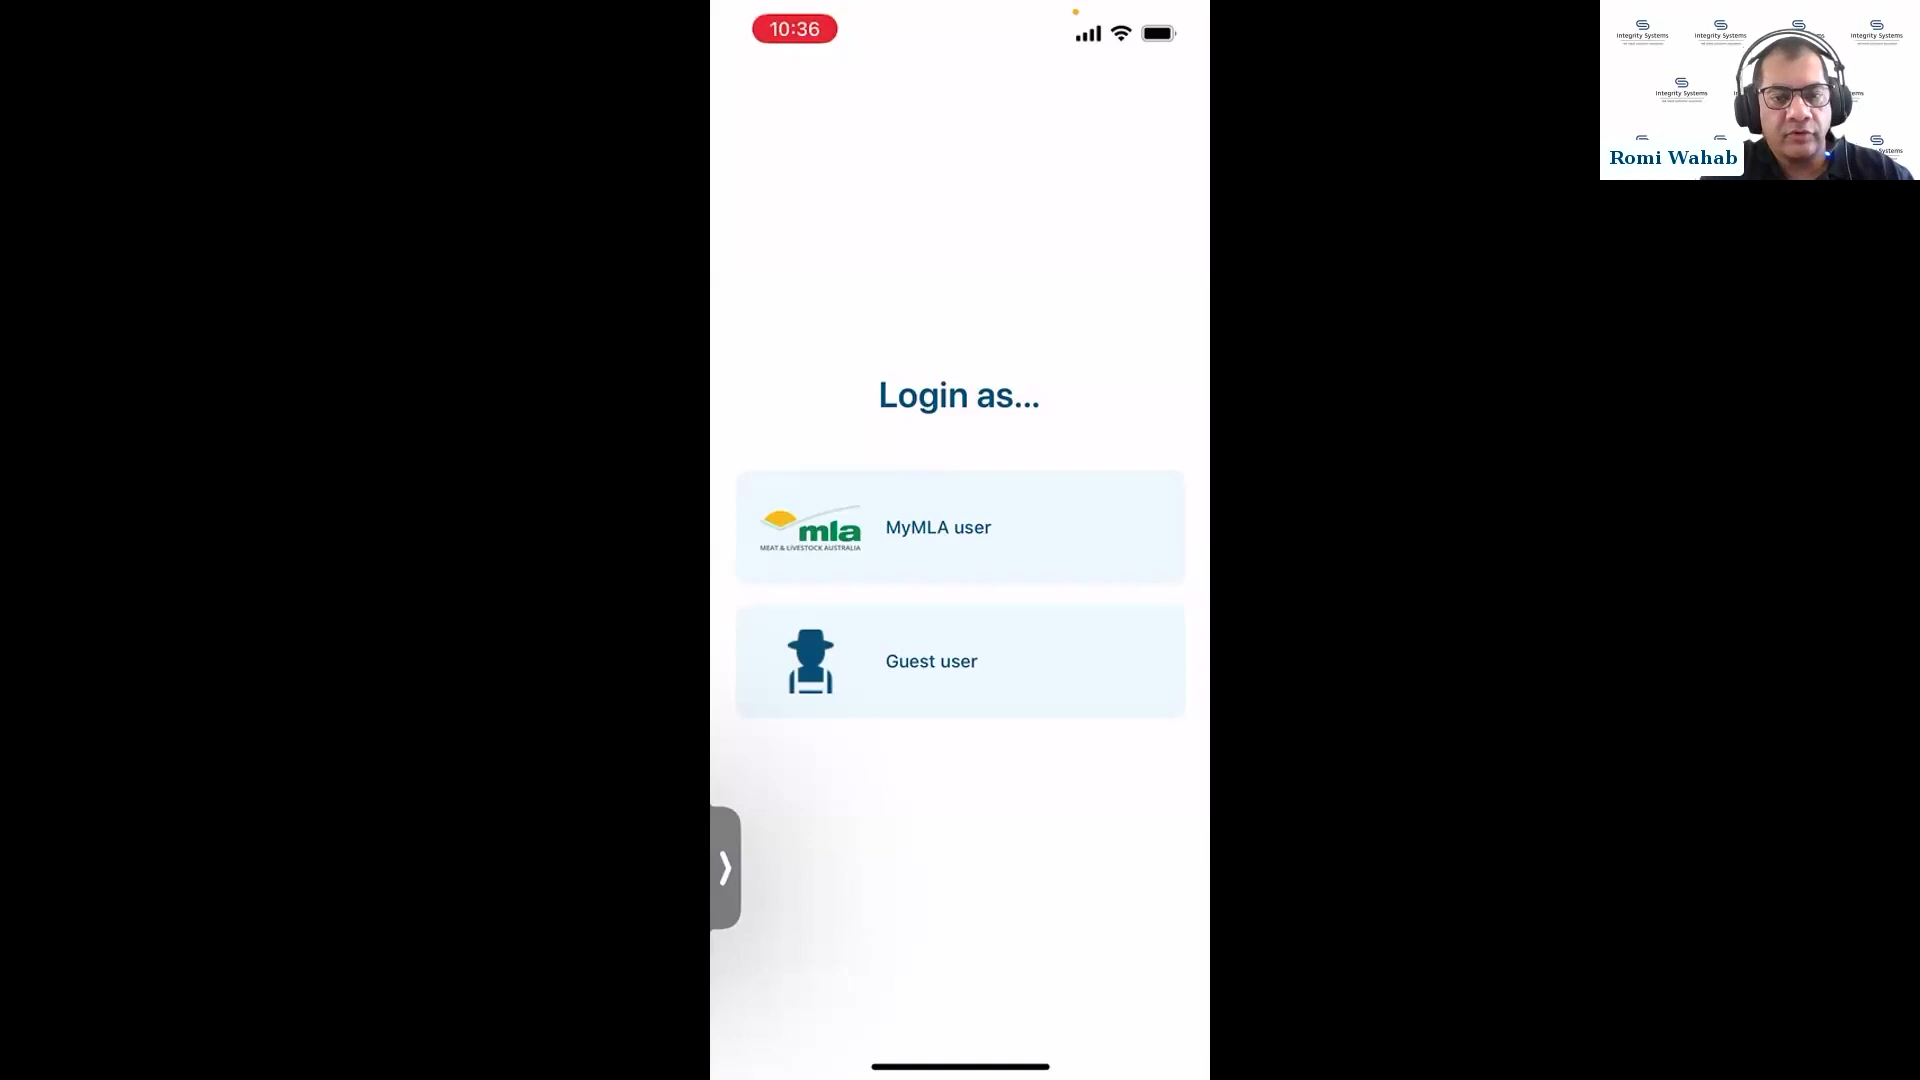 10:36
Login as...
mla
MEAT & LIVESTOCK AUSTRALIA
MyMLA user
Guest user
Integrity Systems
Integrity Systems
Integrity Systems
Integrity Systems
Romi Wahab